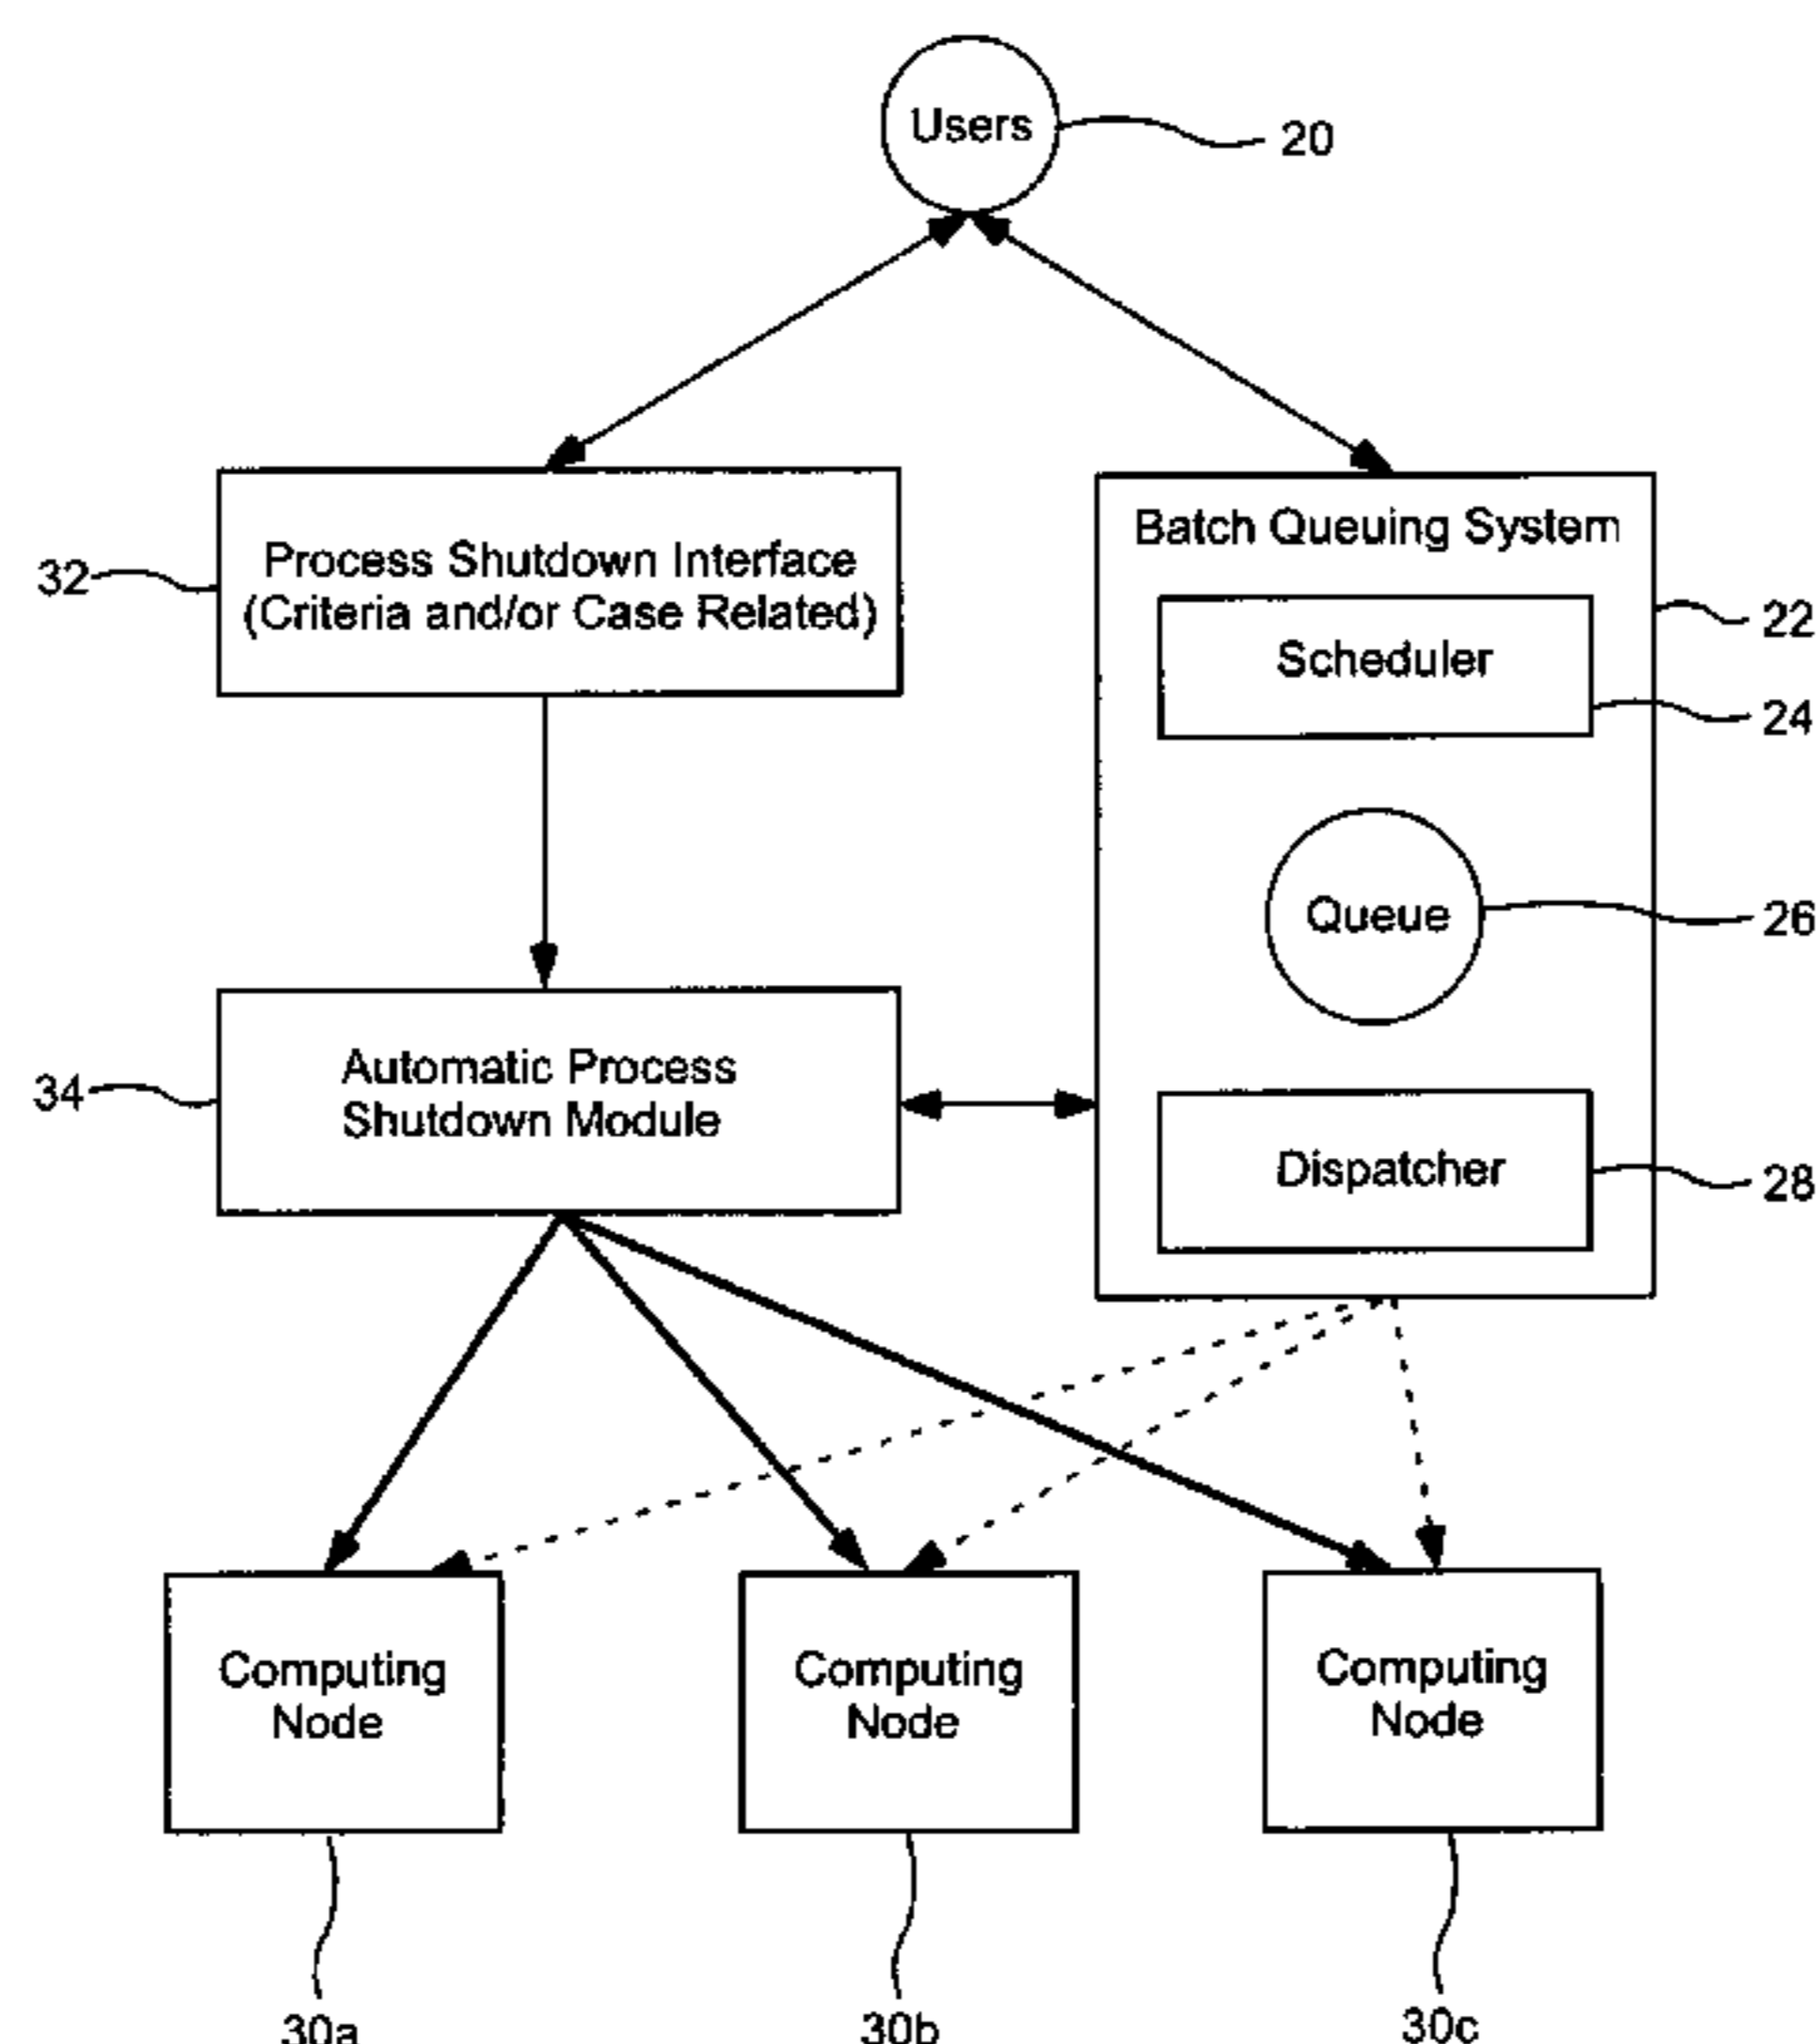 Users
20
Process Shutdown Interface
(Criteria and/or Case Related)
32
Batch Queuing System
22
Scheduler
24
Queue
26
Automatic Process
Shutdown Module
34
Dispatcher
28
Computing
Node
Computing
Node
Computing
Node
30a
30b
30c